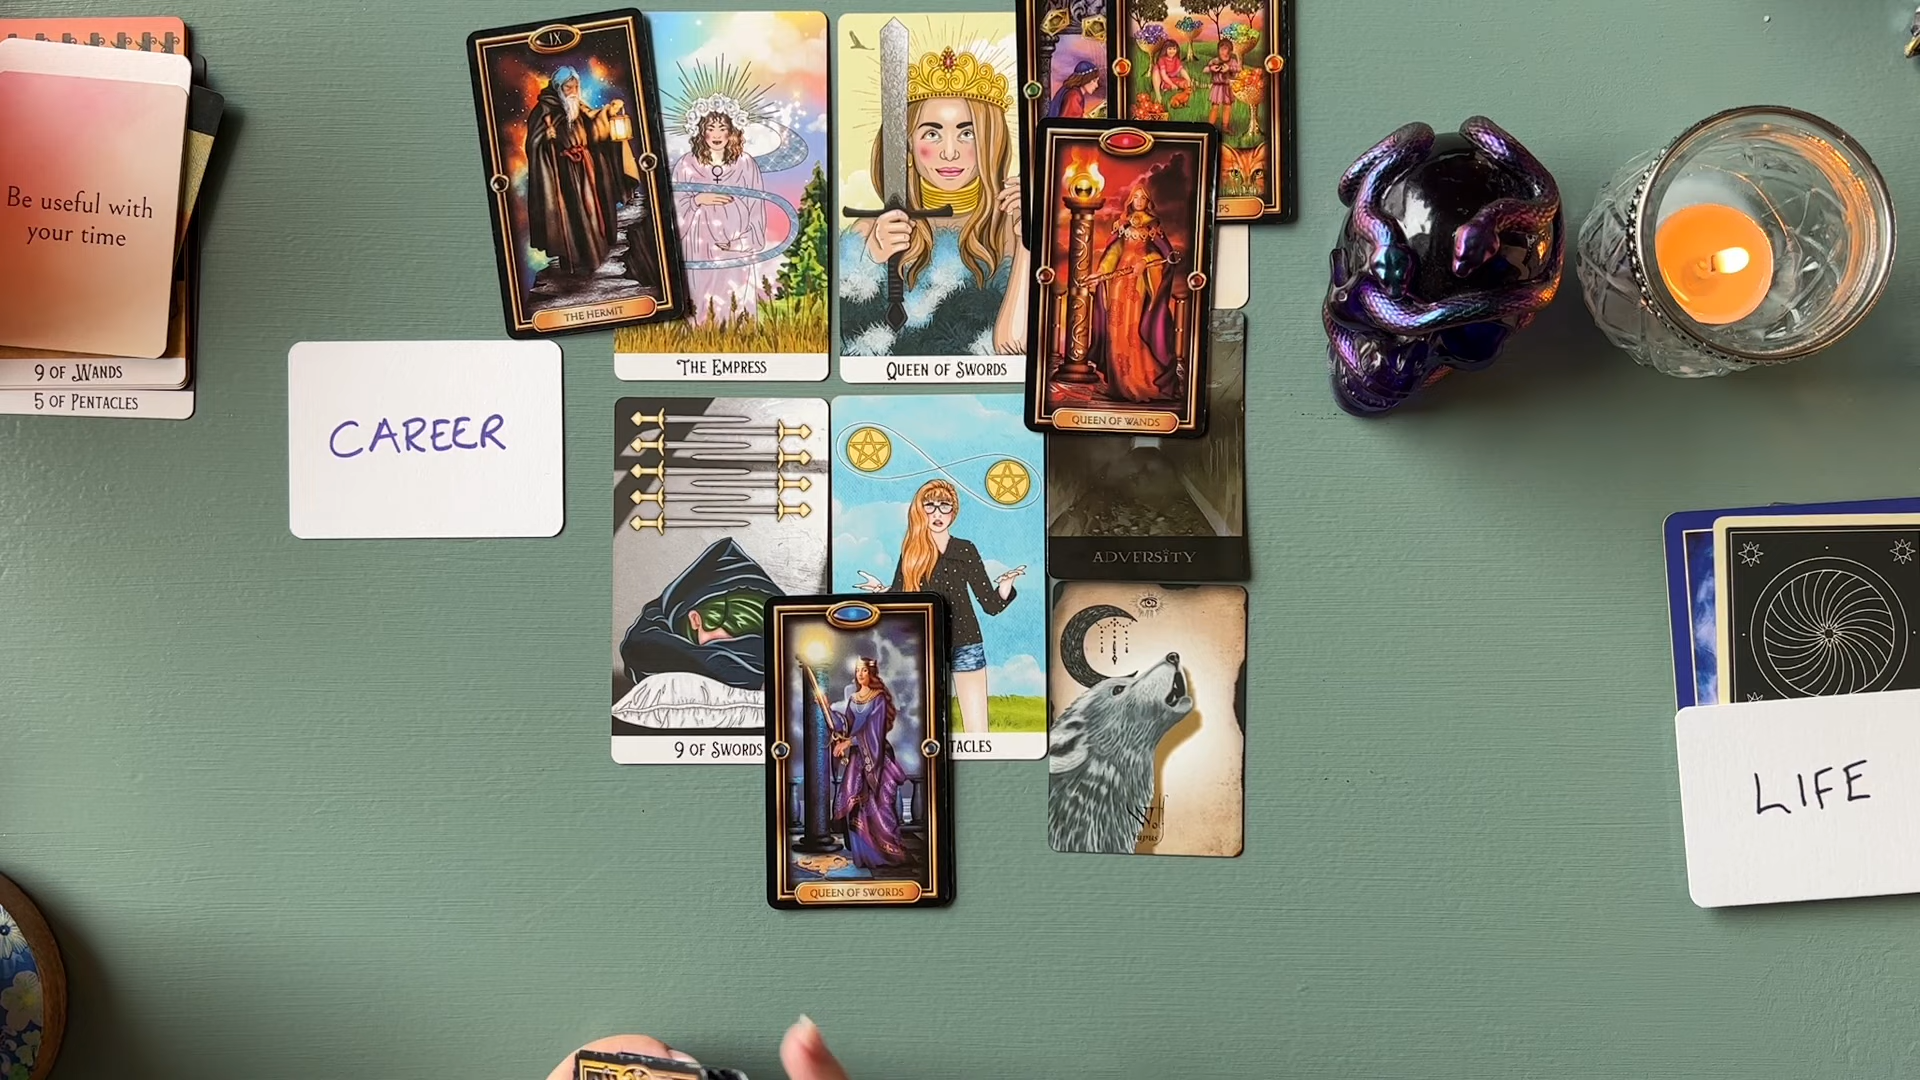 Be useful with
your time
9 OF WANDS
5 OF PENTACLES
CAREER
IX
THE HERMIT
THE EMPRESS
QUEEN OF SWORDS
QUEEN OF WANDS
9 OF SWORDS
TACLES
ADVERSITY
QUEEN OF SWORDS
LIFE